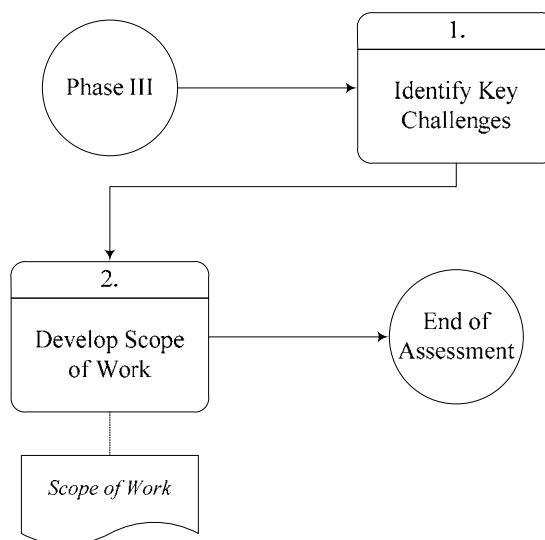 Phase III
1.
Identify Key
Challenges
2.
Develop Scope
of Work
End of
Assessment
Scope of Work